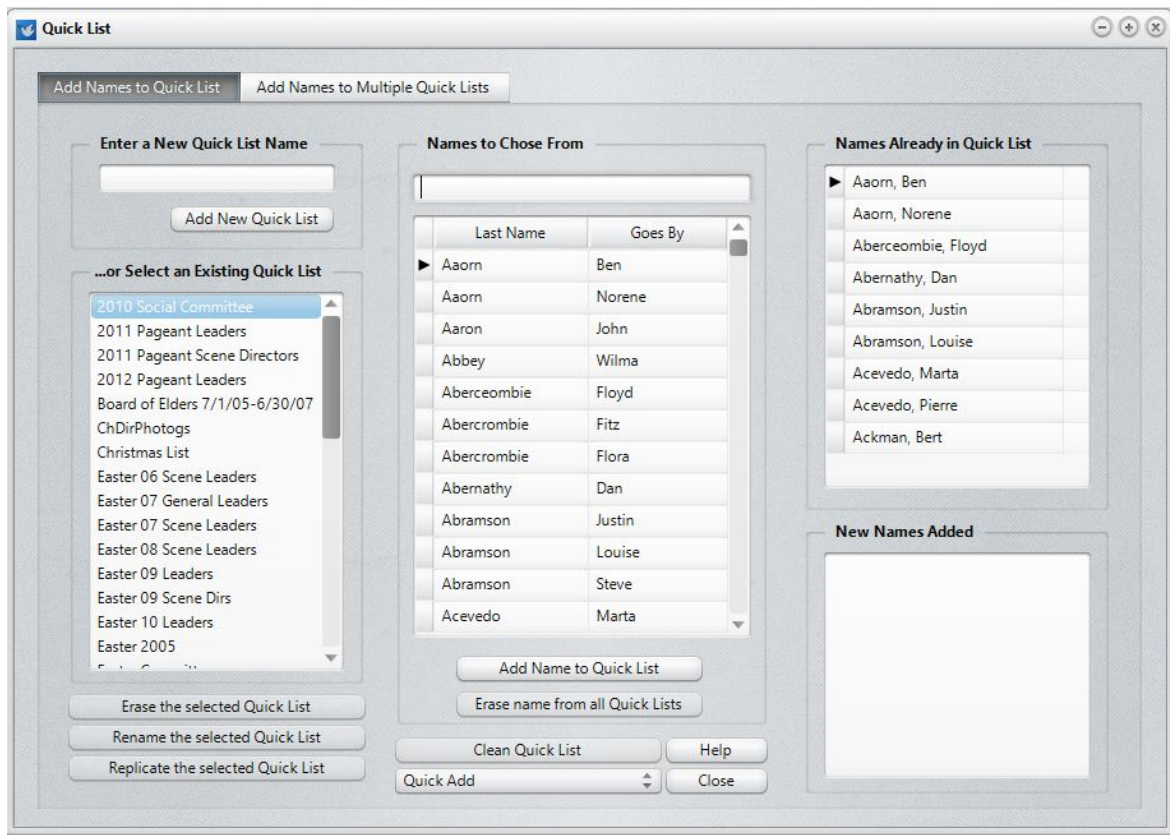 Quick List
Add Names to Quick List
Add Names to Multiple Quick Lists
Enter a New Quick List Name
Add New Quick List
...or Select an Existing Quick List
2010 Social Committee
2011 Pageant Leaders
2011 Pageant Scene Directors
2012 Pageant Leaders
Board of Elders 7/1/05-6/30/07
ChDirPhotogs
Christmas List
Easter 06 Scene Leaders
Easter 07 General Leaders
Easter 07 Scene Leaders
Easter 08 Scene Leaders
Easter 09 Leaders
Easter 09 Scene Dirs
Easter 10 Leaders
Easter 2005
Erase the selected Quick List
Rename the selected Quick List
Replicate the selected Quick List
Names to Chose From
Last Name Goes By
Aaorn Ben
Aaorn Norene
Aaron John
Abbey Wilma
Aberceombie Floyd
Abercrombie Fitz
Abercrombie Flora
Abernathy Dan
Abramson Justin
Abramson Louise
Abramson Steve
Acevedo Marta
Add Name to Quick List
Erase name from all Quick Lists
Clean Quick List
Help
Quick Add
Close
Names Already in Quick List
Aaorn, Ben
Aaorn, Norene
Aberceombie, Floyd
Abernathy, Dan
Abramson, Justin
Abramson, Louise
Acevedo, Marta
Acevedo, Pierre
Ackman, Bert
New Names Added